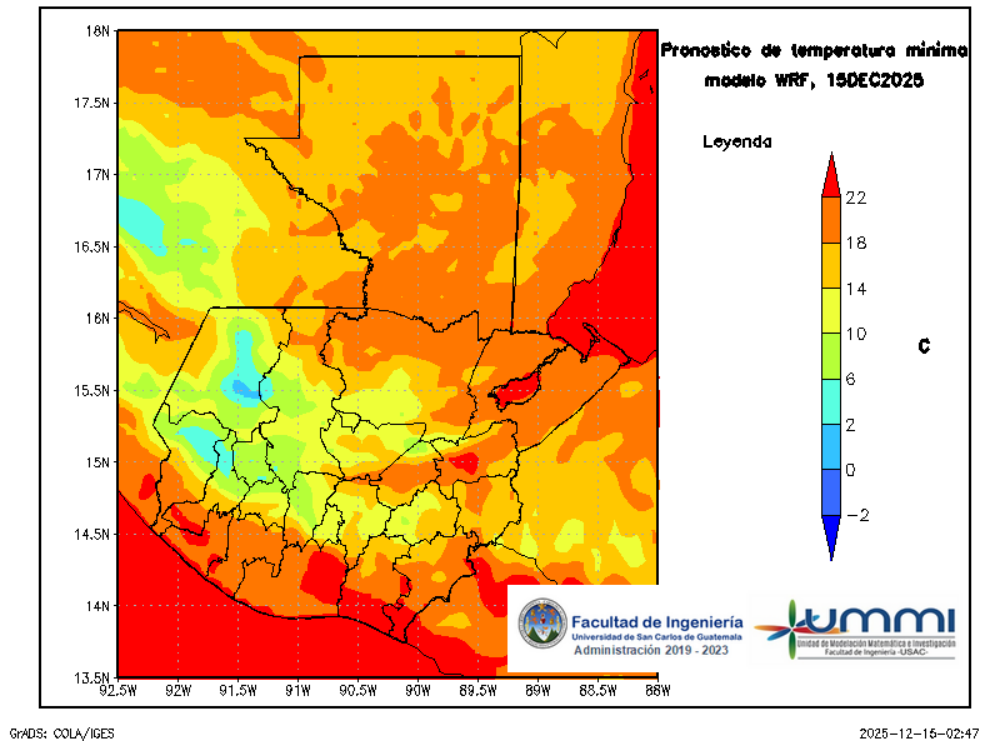 Pronostico de temperatura minima
modelo WRF, 15DEC2025
Leyenda
22
18
14
10
6
2
0
-2
C
18N
17.5N
17N
16.5N
16N
15.5N
15N
14.5N
14N
13.5N
92.5W 92W 91.5W 91W 90.5W 90W 89.5W 89W 88.5W 88W
Facultad de Ingeniería
Universidad de San Carlos de Guatemala
Administración 2019 - 2023
ummi
Unidad de Modelación Matemática e Investigación
Facultad de Ingeniería -USAC-
GrADS: COLA/IGES
2025-12-15-02:47